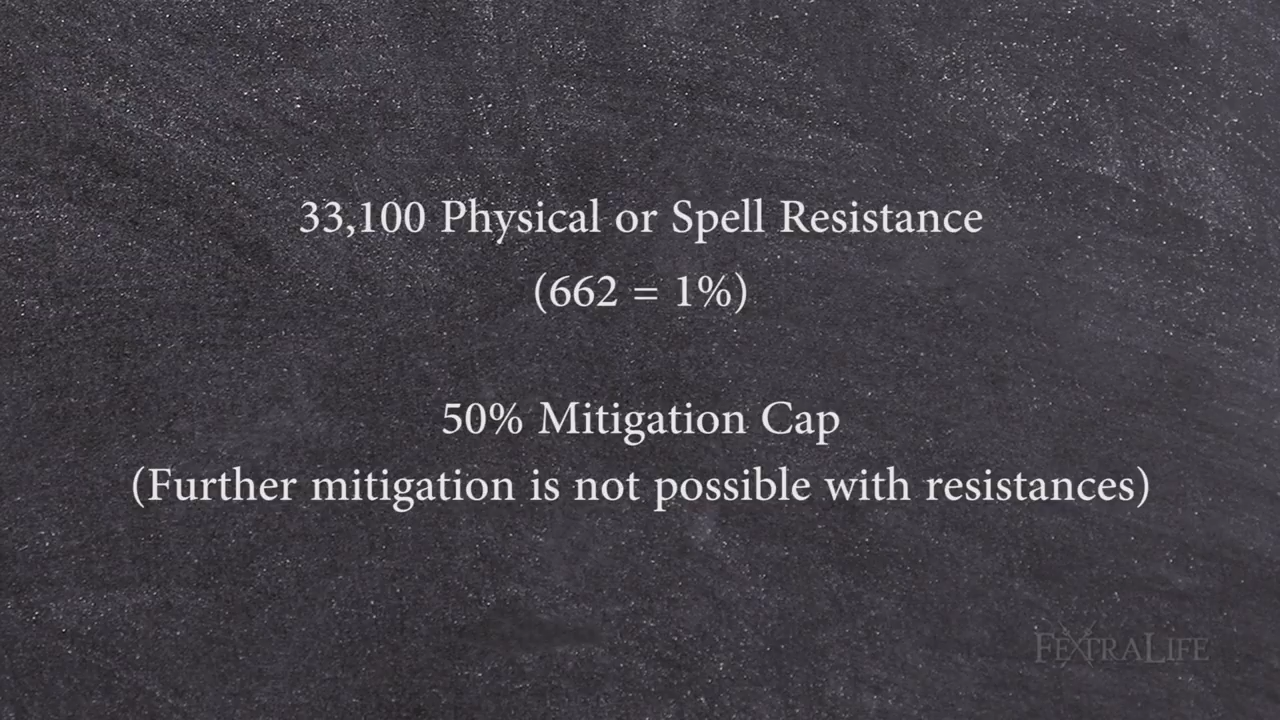 33,100 Physical or Spell Resistance
(662 = 1%)
50% Mitigation Cap
(Further mitigation is not possible with resistances)
FEXTRALIFE